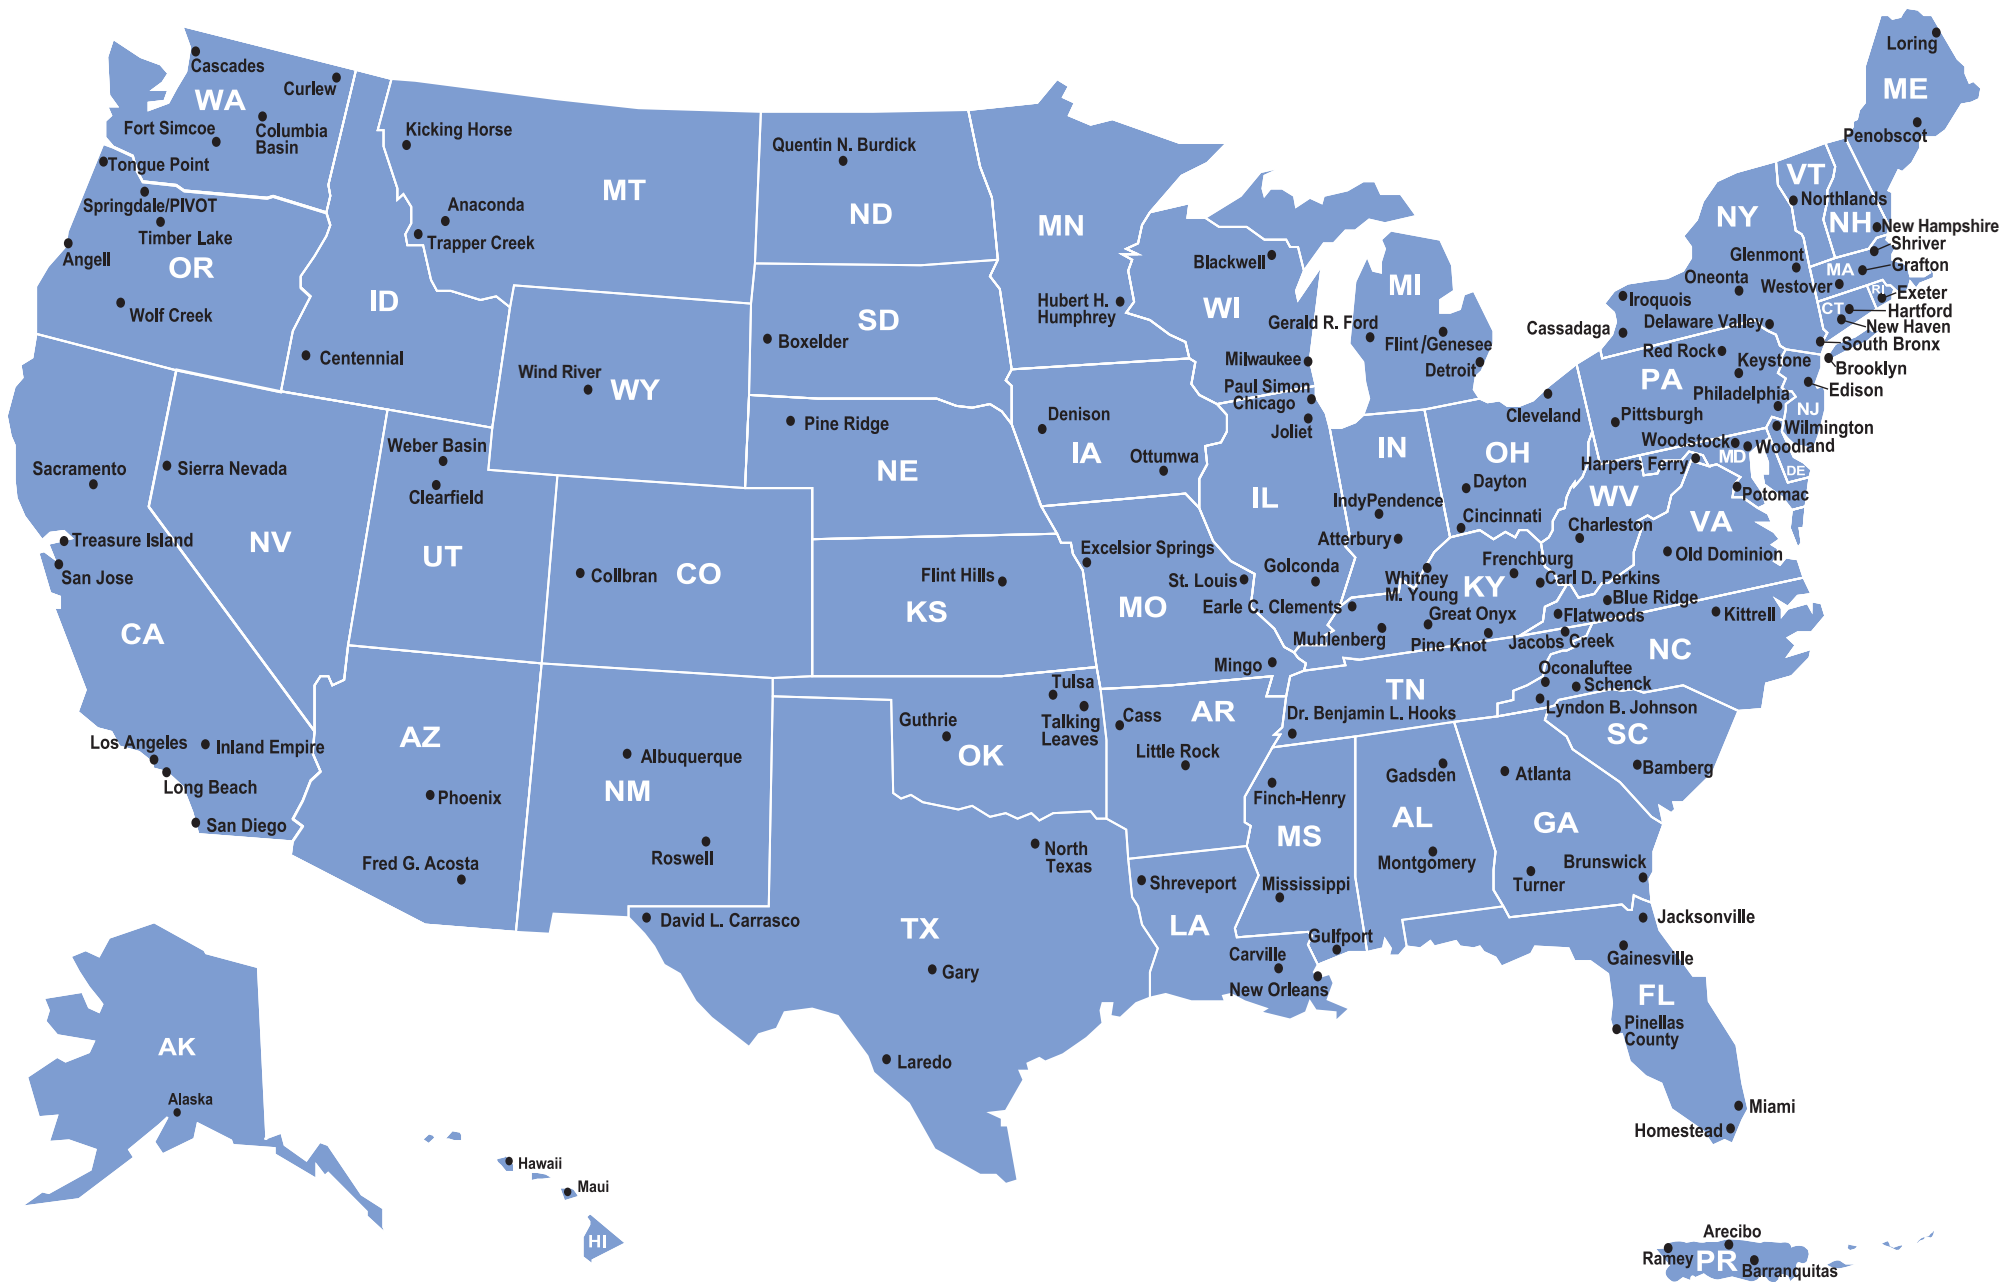 Loring
Cascades
Curlew
WA
ME
Fort Simcoe
Columbia
Basin
Kicking Horse
Penobscot
Tongue Point
Quentin N. Burdick
VT
Springdale/PIVOT
MT
Northlands
Anaconda
ND
NY
NH
New Hampshire
Timber Lake
Trapper Creek
MN
Shriver
Angell
OR
Blackwell
Glenmont
MA
Grafton
Oneonta
Westover
RI
Exeter
ID
Hubert H.
Humphrey
WI
MI
Iroquois
CT
Hartford
Wolf Creek
SD
Gerald R. Ford
Cassadaga
Delaware Valley
New Haven
Boxelder
Flint/Genesee
South Bronx
Centennial
Milwaukee
Detroit
Red Rock
Keystone
Brooklyn
Wind River
WY
Paul Simon
Chicago
PA
Philadelphia
Edison
Denison
Joliet
Cleveland
Pittsburgh
NJ
Pine Ridge
Wilmington
Weber Basin
IA
IN
OH
Woodstock
Woodland
Sacramento
Sierra Nevada
NE
Ottumwa
Harpers Ferry
MD
DE
Clearfield
IL
IndyPendence
Dayton
WV
Potomac
Cincinnati
VA
Treasure Island
NV
UT
Atterbury
Charleston
Excelsior Springs
Frenchburg
Old Dominion
San Jose
Collbran
CO
Flint Hills
St. Louis
Golconda
Whitney
M. Young
KY
Carl D. Perkins
KS
MO
Earle C. Clements
Blue Ridge
CA
Great Onyx
Flatwoods
Kittrell
Muhlenberg
Pine Knot
Jacobs Creek
NC
Mingo
Oconaluftee
Tulsa
TN
Schenck
Guthrie
Talking
Leaves
Cass
AR
Dr. Benjamin L. Hooks
Lyndon B. Johnson
Los Angeles
Inland Empire
AZ
Albuquerque
OK
Little Rock
SC
Long Beach
Phoenix
NM
Finch-Henry
Gadsden
Atlanta
Bamberg
San Diego
AL
GA
MS
Fred G. Acosta
Roswell
North
Texas
Montgomery
Brunswick
Shreveport
Mississippi
Turner
David L. Carrasco
TX
LA
Jacksonville
Gulfport
Carville
Gainesville
Gary
New Orleans
FL
Pinellas
County
AK
Laredo
Alaska
Miami
Homestead
Hawaii
Maui
HI
Arecibo
Ramey
PR
Barranquitas